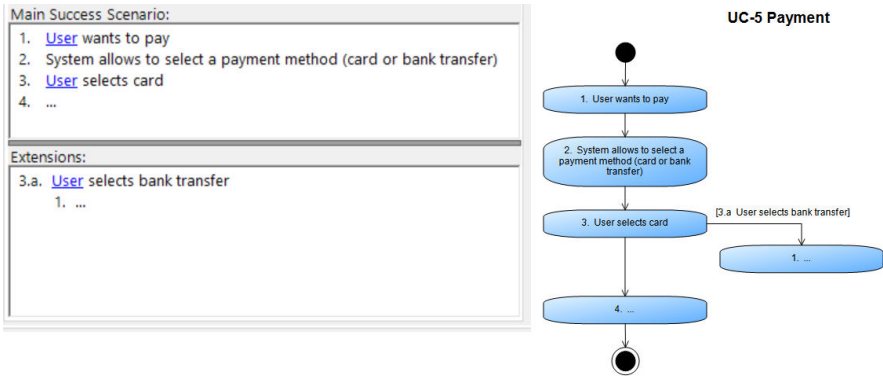 Main Success Scenario:
1. User wants to pay
2. System allows to select a payment method (card or bank transfer)
3. User selects card
4. ...
Extensions:
3.a. User selects bank transfer
1. ...
UC-5 Payment
1. User wants to pay
2. System allows to select a
payment method (card or bank
transfer)
3. User selects card
[3.a User selects bank transfer]
1. ...
4. ...